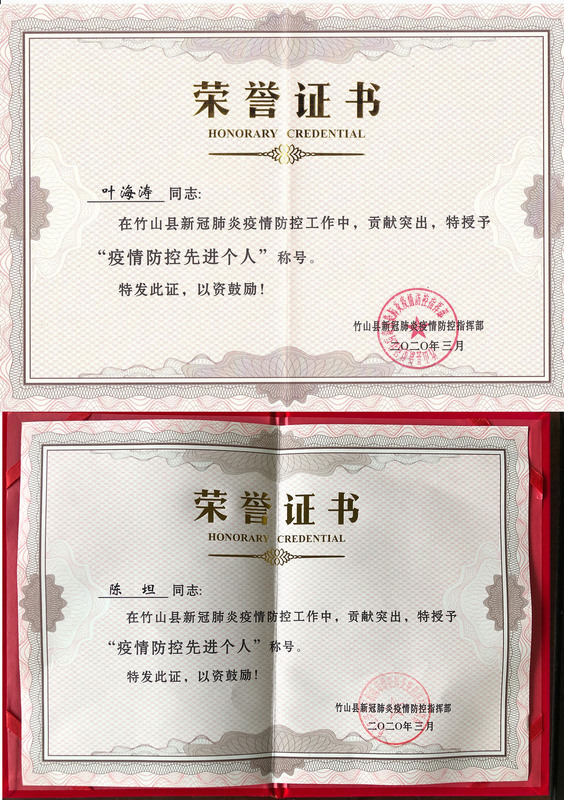 荣誉证书
HONORARY CREDENTIAL
叶海涛 同志:
在竹山县新冠肺炎疫情防控工作中，贡献突出，特授予
“疫情防控先进个人”称号。
特发此证，以资鼓励！
竹山县新冠肺炎疫情防控指挥部
二〇二〇年三月
荣誉证书
HONORARY CREDENTIAL
陈 坦 同志:
在竹山县新冠肺炎疫情防控工作中，贡献突出，特授予
“疫情防控先进个人”称号。
特发此证，以资鼓励！
竹山县新冠肺炎疫情防控指挥部
二〇二〇年三月